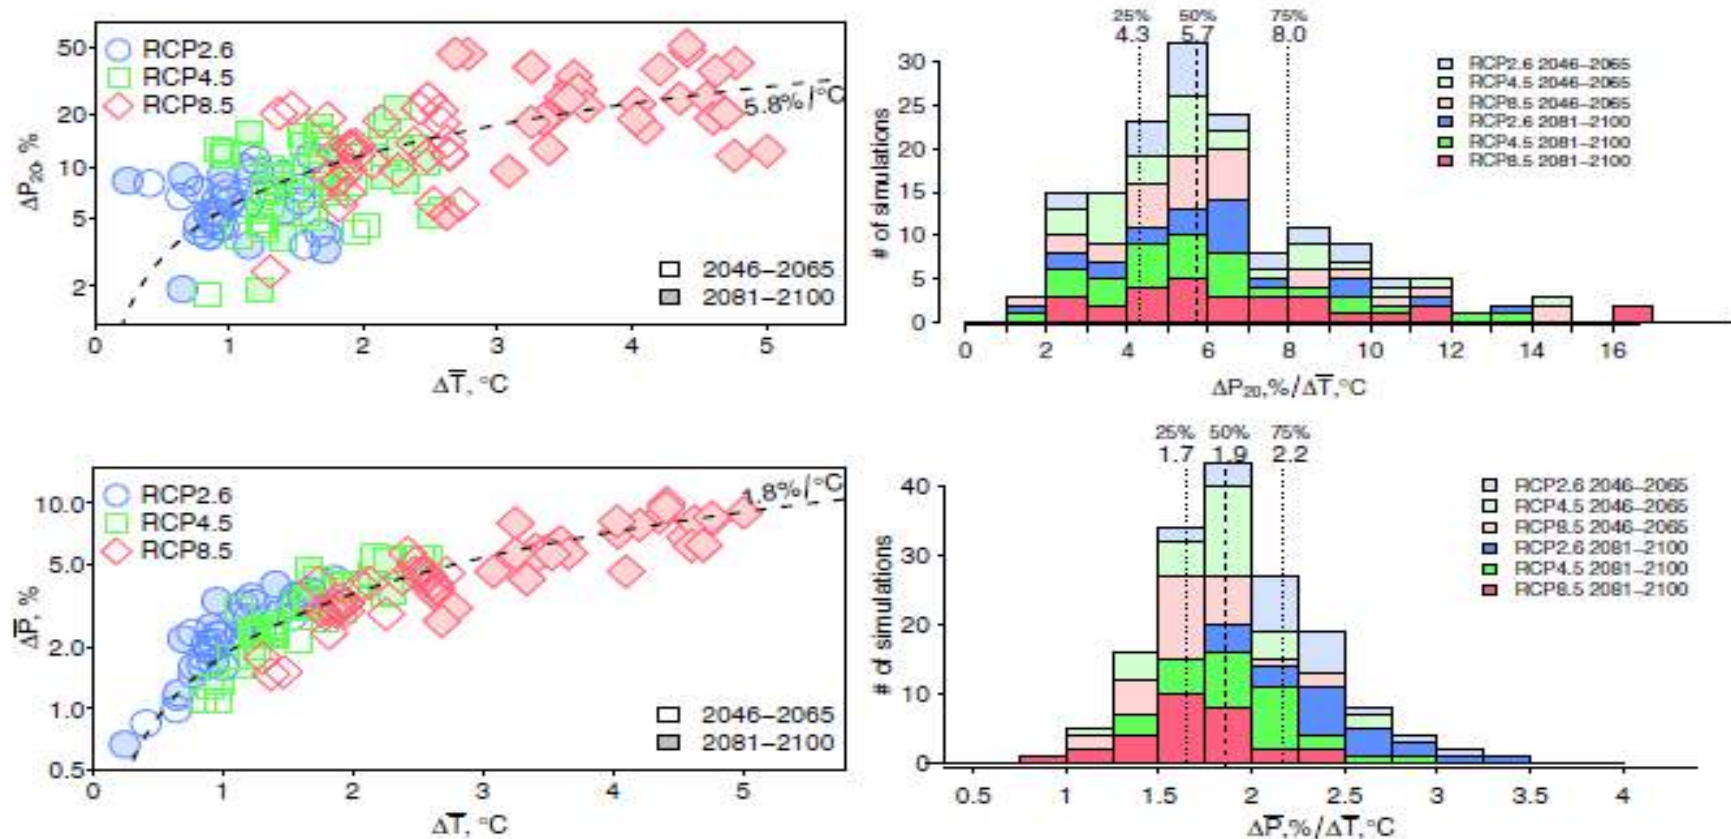 50
20
10
5
2
ΔP₂₀, %
RCP2.6
RCP4.5
RCP8.5
5.8%/°C
2046–2065
2081–2100
0 1 2 3 4 5
ΔT̅, °C
25% 50% 75%
4.3 5.7 8.0
30
25
20
15
10
5
0
# of simulations
RCP2.6 2046–2065
RCP4.5 2046–2065
RCP8.5 2046–2065
RCP2.6 2081–2100
RCP4.5 2081–2100
RCP8.5 2081–2100
0 2 4 6 8 10 12 14 16
ΔP₂₀,%/ΔT̅,°C
10.0
5.0
2.0
1.0
0.5
ΔP̅, %
RCP2.6
RCP4.5
RCP8.5
1.8%/°C
2046–2065
2081–2100
0 1 2 3 4 5
ΔT̅, °C
25% 50% 75%
1.7 1.9 2.2
40
30
20
10
0
# of simulations
RCP2.6 2046–2065
RCP4.5 2046–2065
RCP8.5 2046–2065
RCP2.6 2081–2100
RCP4.5 2081–2100
RCP8.5 2081–2100
0.5 1 1.5 2 2.5 3 3.5 4
ΔP̅,%/ΔT̅,°C